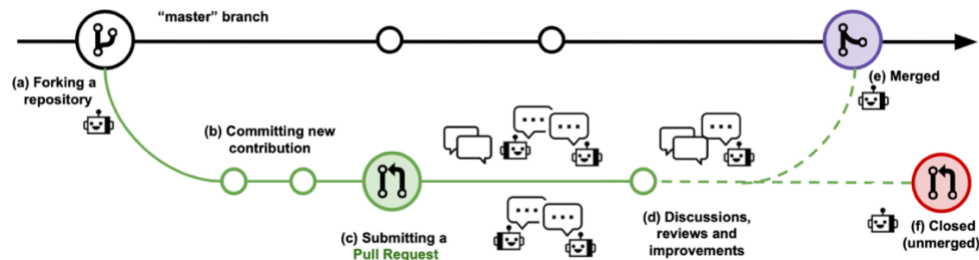 “master” branch
(a) Forking a
repository
(b) Committing new
contribution
(c) Submitting a
Pull Request
(d) Discussions,
reviews and
improvements
(e) Merged
(f) Closed
(unmerged)